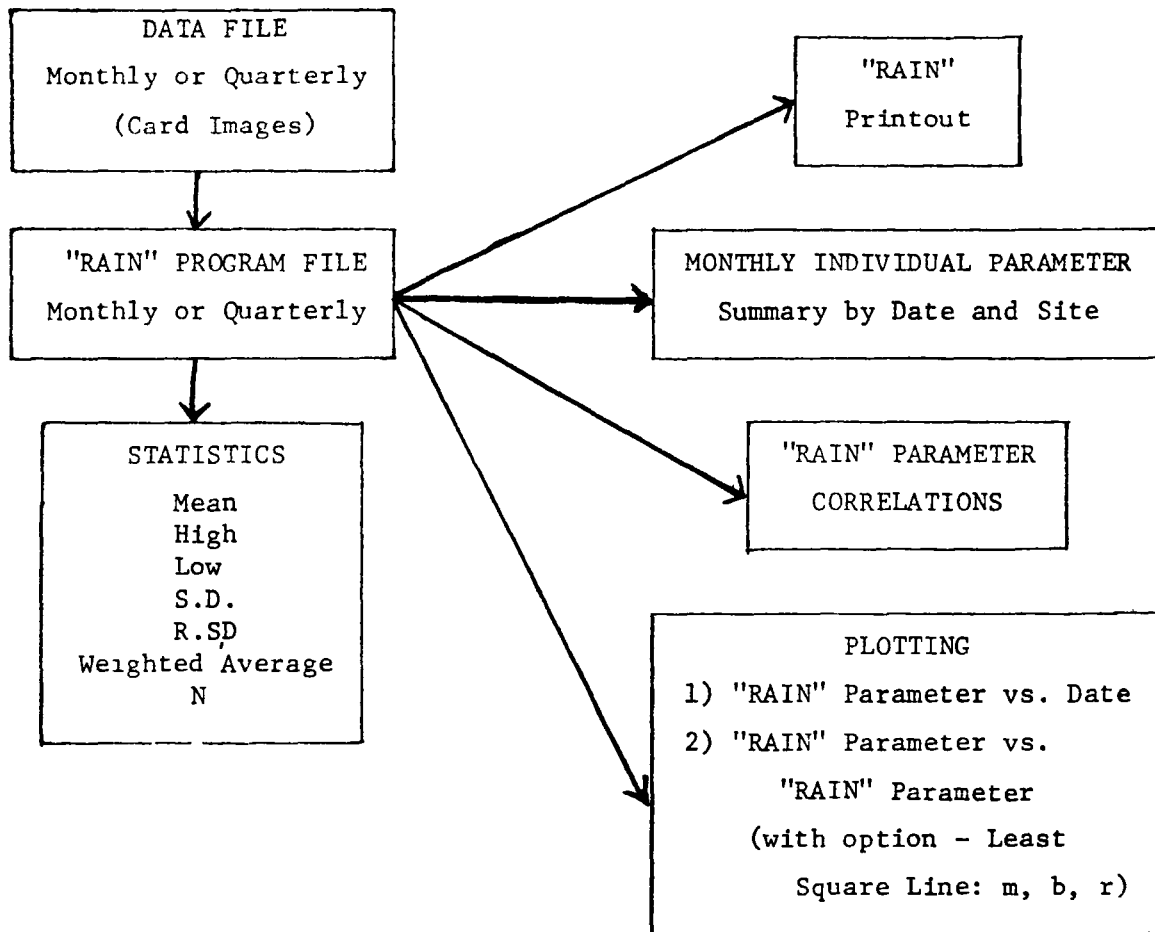 DATA FILE
Monthly or Quarterly
(Card Images)
"RAIN" PROGRAM FILE
Monthly or Quarterly
STATISTICS
Mean
High
Low
S.D.
R.SD
Weighted Average
N
"RAIN"
Printout
MONTHLY INDIVIDUAL PARAMETER
Summary by Date and Site
"RAIN" PARAMETER
CORRELATIONS
PLOTTING
1) "RAIN" Parameter vs. Date
2) "RAIN" Parameter vs.
"RAIN" Parameter
(with option - Least
Square Line: m, b, r)